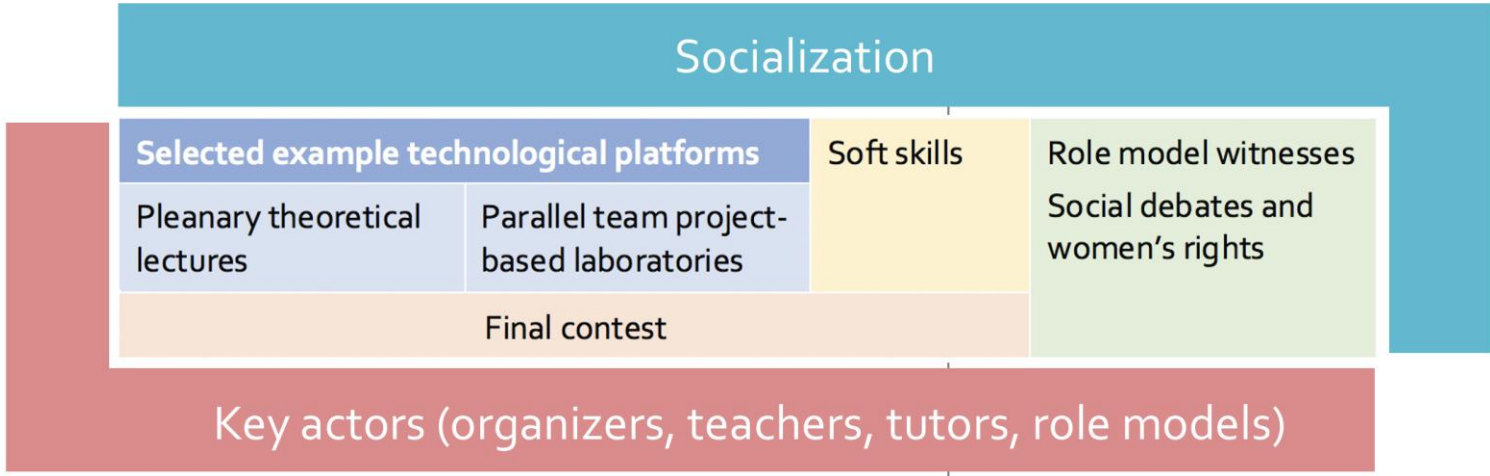 Socialization
Selected example technological platforms
Pleanary theoretical
lectures
Parallel team project-
based laboratories
Soft skills
Role model witnesses
Social debates and
women's rights
Final contest
Key actors (organizers, teachers, tutors, role models)